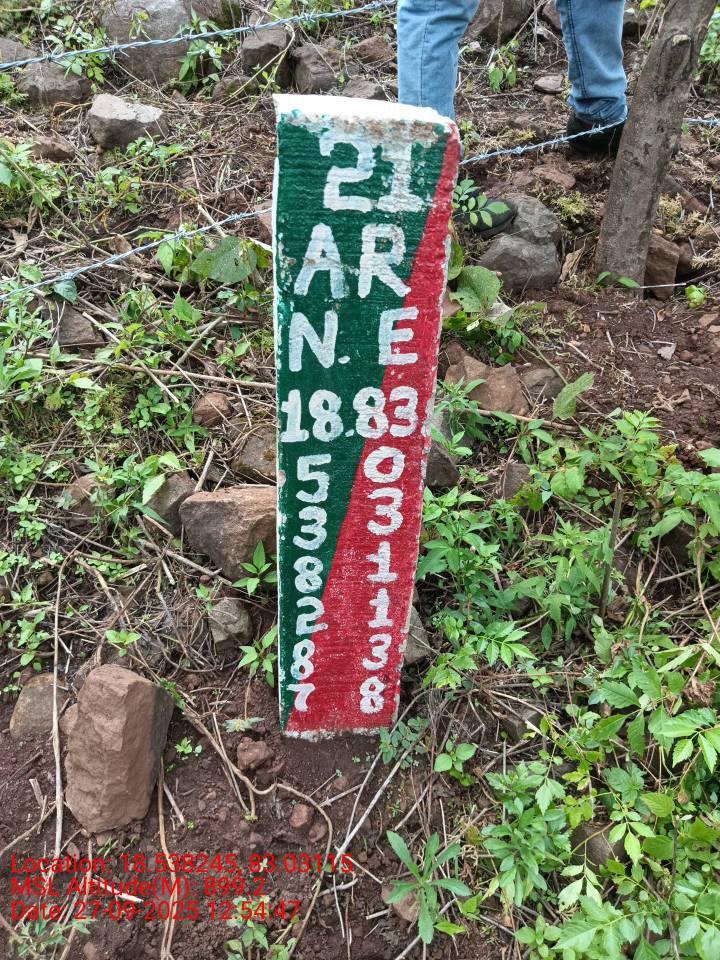 21
AR
N. E
18.83
5 0
3 3
8 1
2 1
8 3
7 8
Location: 18.538245, 83.03115
MSL Altitude(M) 899.2
Date: 27-09-2025 12:54:47